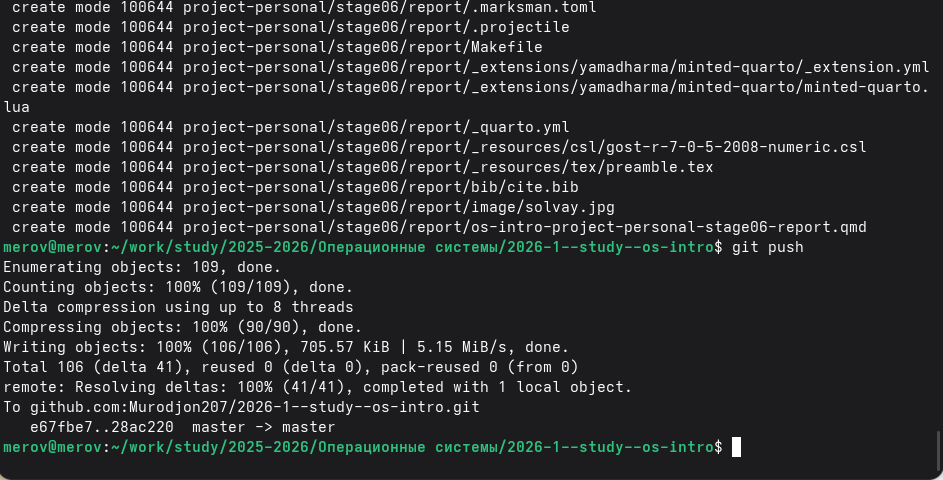 create mode 100644 project-personal/stage06/report/.marksman.toml
create mode 100644 project-personal/stage06/report/.projectile
create mode 100644 project-personal/stage06/report/Makefile
create mode 100644 project-personal/stage06/report/_extensions/yamadharma/minted-quarto/_extension.yml
create mode 100644 project-personal/stage06/report/_extensions/yamadharma/minted-quarto/minted-quarto.
lua
create mode 100644 project-personal/stage06/report/_quarto.yml
create mode 100644 project-personal/stage06/report/_resources/csl/gost-r-7-0-5-2008-numeric.csl
create mode 100644 project-personal/stage06/report/_resources/tex/preamble.tex
create mode 100644 project-personal/stage06/report/bib/cite.bib
create mode 100644 project-personal/stage06/report/image/solvay.jpg
create mode 100644 project-personal/stage06/report/os-intro-project-personal-stage06-report.qmd
merov@merov:~/work/study/2025-2026/Операционные системы/2026-1--study--os-intro$ git push
Enumerating objects: 109, done.
Counting objects: 100% (109/109), done.
Delta compression using up to 8 threads
Compressing objects: 100% (90/90), done.
Writing objects: 100% (106/106), 705.57 KiB | 5.15 MiB/s, done.
Total 106 (delta 41), reused 0 (delta 0), pack-reused 0 (from 0)
remote: Resolving deltas: 100% (41/41), completed with 1 local object.
To github.com:Murodjon207/2026-1--study--os-intro.git
e67fbe7..28ac220  master -> master
merov@merov:~/work/study/2025-2026/Операционные системы/2026-1--study--os-intro$